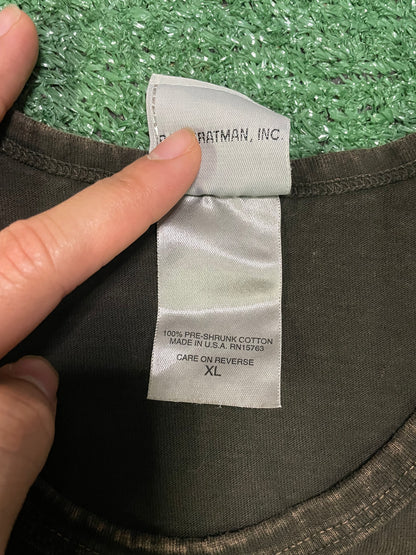 RATMAN, INC.
100% PRE-SHRUNK COTTON
MADE IN U.S.A. RN15763
CARE ON REVERSE
XL